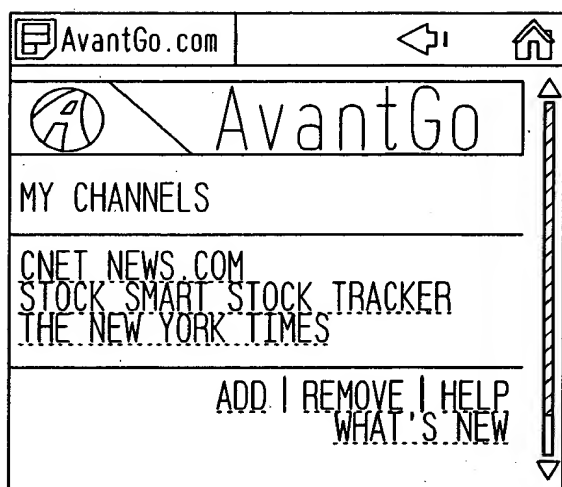 AvantGo.com
AvantGo
MY CHANNELS
CNET NEWS.COM
STOCK SMART STOCK TRACKER
THE NEW YORK TIMES
ADD | REMOVE | HELP
WHAT'S NEW